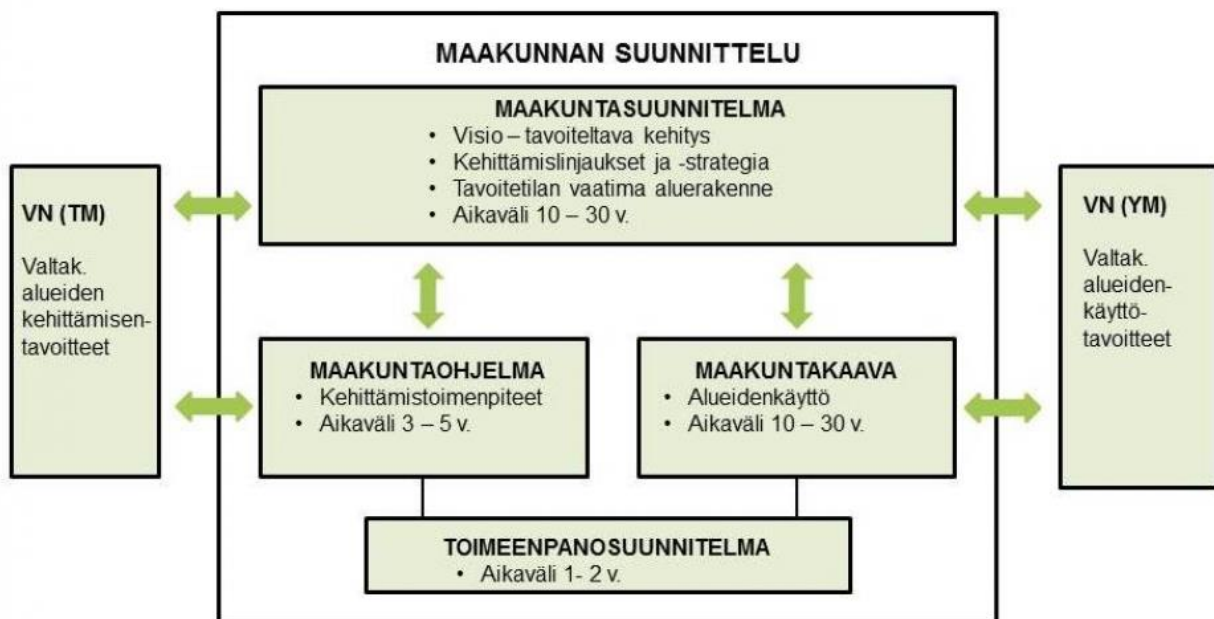 MAAKUNNAN SUUNNITTELU
MAAKUNTASUUNNITELMA
• Visio – tavoiteltava kehitys
• Kehittämislinjaukset ja -strategia
• Tavoitetilan vaatima aluerakenne
• Aikaväli 10 – 30 v.
VN (TM)
Valtak.
alueiden
kehittämisen-
tavoitteet
VN (YM)
Valtak.
alueiden-
käyttö-
tavoitteet
MAAKUNTAOHJELMA
• Kehittämistoimenpiteet
• Aikaväli 3 – 5 v.
MAAKUNTAKAAVA
• Alueidenkäyttö
• Aikaväli 10 – 30 v.
TOIMEENPANOSUUNNITELMA
• Aikaväli 1- 2 v.